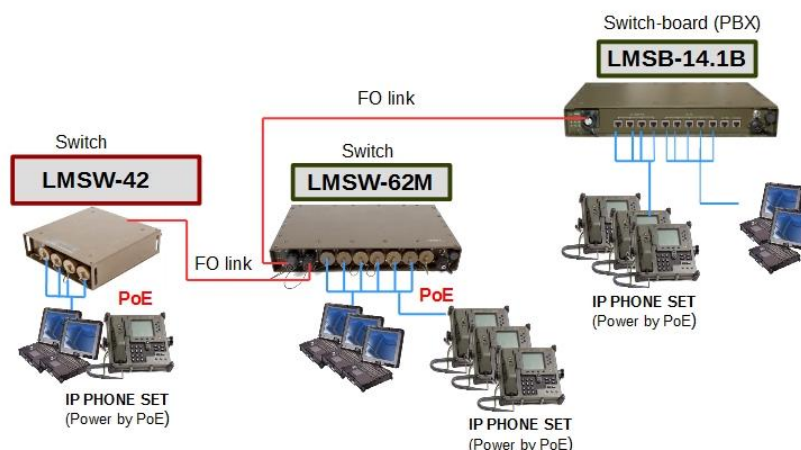 Switch-board (PBX)
LMSB-14.1B
FO link
Switch
LMSW-42
Switch
LMSW-62M
FO link
PoE
PoE
IP PHONE SET
(Power by PoE)
IP PHONE SET
(Power by PoE)
IP PHONE SET
(Power by PoE)